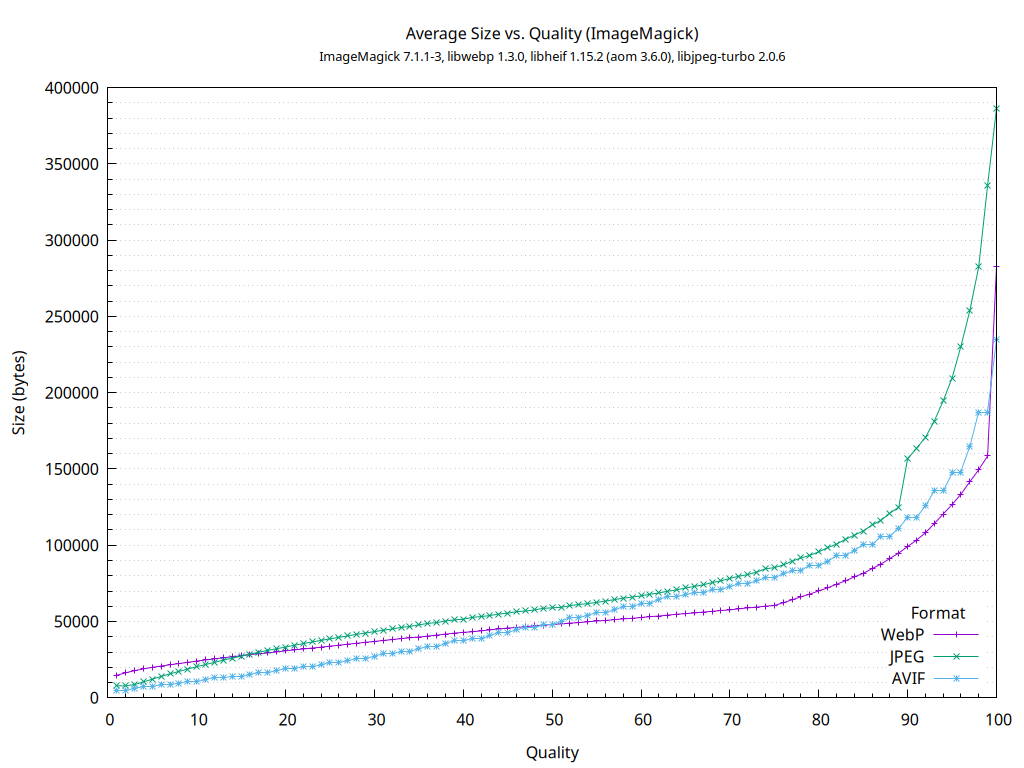 Average Size vs. Quality (ImageMagick)
ImageMagick 7.1.1-3, libwebp 1.3.0, libheif 1.15.2 (aom 3.6.0), libjpeg-turbo 2.0.6
400000
350000
300000
250000
200000
150000
100000
50000
0
Size (bytes)
Format
WebP
JPEG
AVIF
0 10 20 30 40 50 60 70 80 90 100
Quality